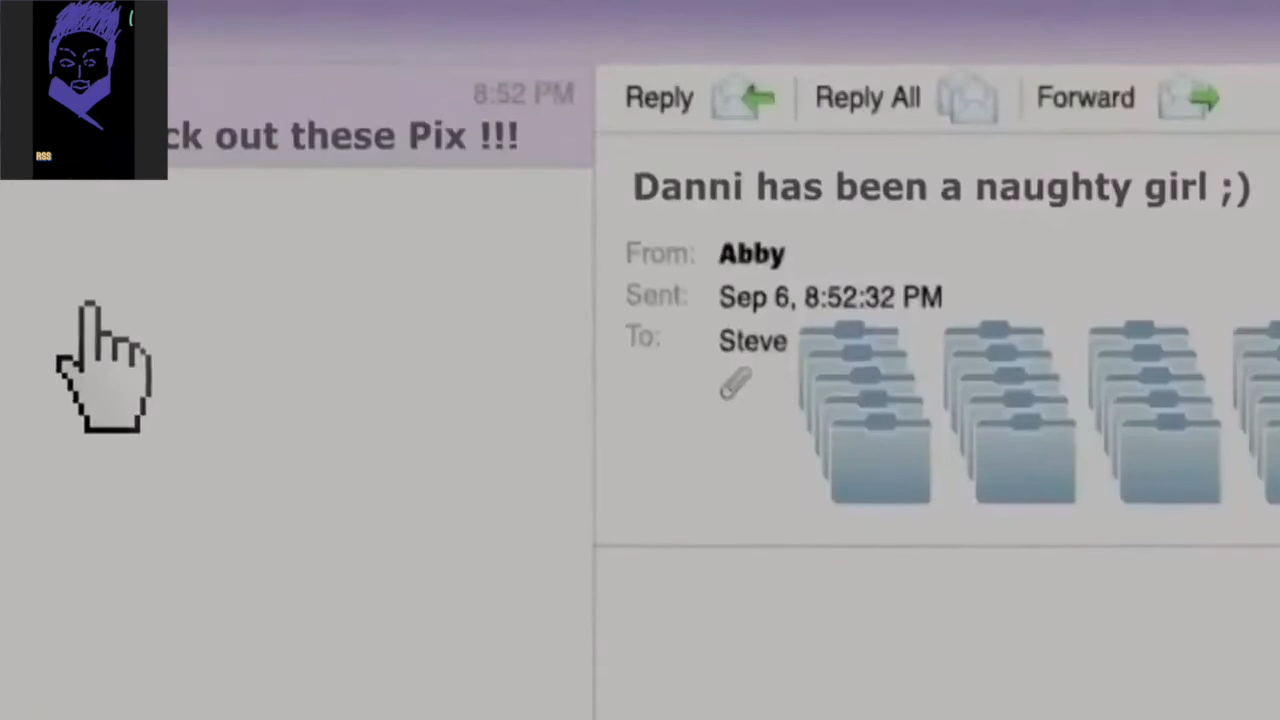 RSS
8:52 PM
ck out these Pix !!!
Reply Reply All Forward
Danni has been a naughty girl ;)
From: Abby
Sent: Sep 6, 8:52:32 PM
To: Steve